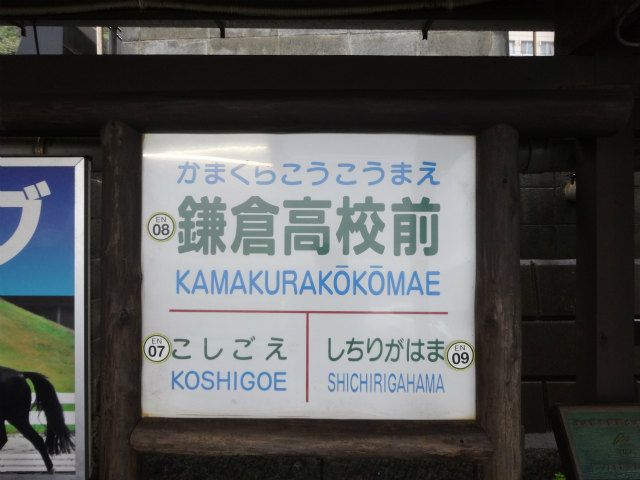 かまくらこうこうまえ
EN
08
鎌倉高校前
KAMAKURAKŌKŌMAE
EN
07
こしごえ
KOSHIGOE
しちりがはま
SHICHIRIGAHAMA
EN
09
グ